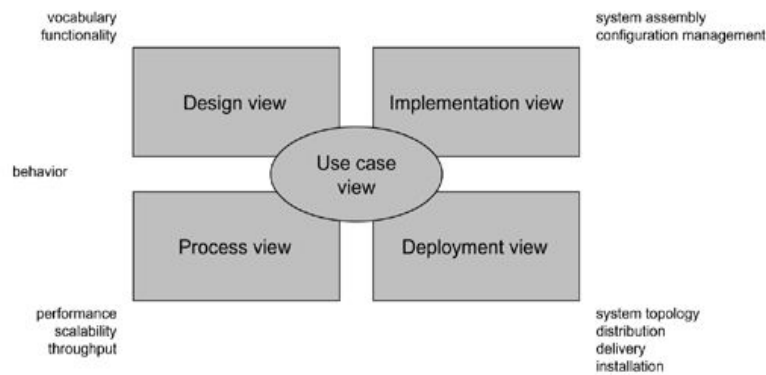 vocabulary
functionality
system assembly
configuration management
Design view
Implementation view
Use case
view
behavior
Process view
Deployment view
performance
scalability
throughput
system topology
distribution
delivery
installation